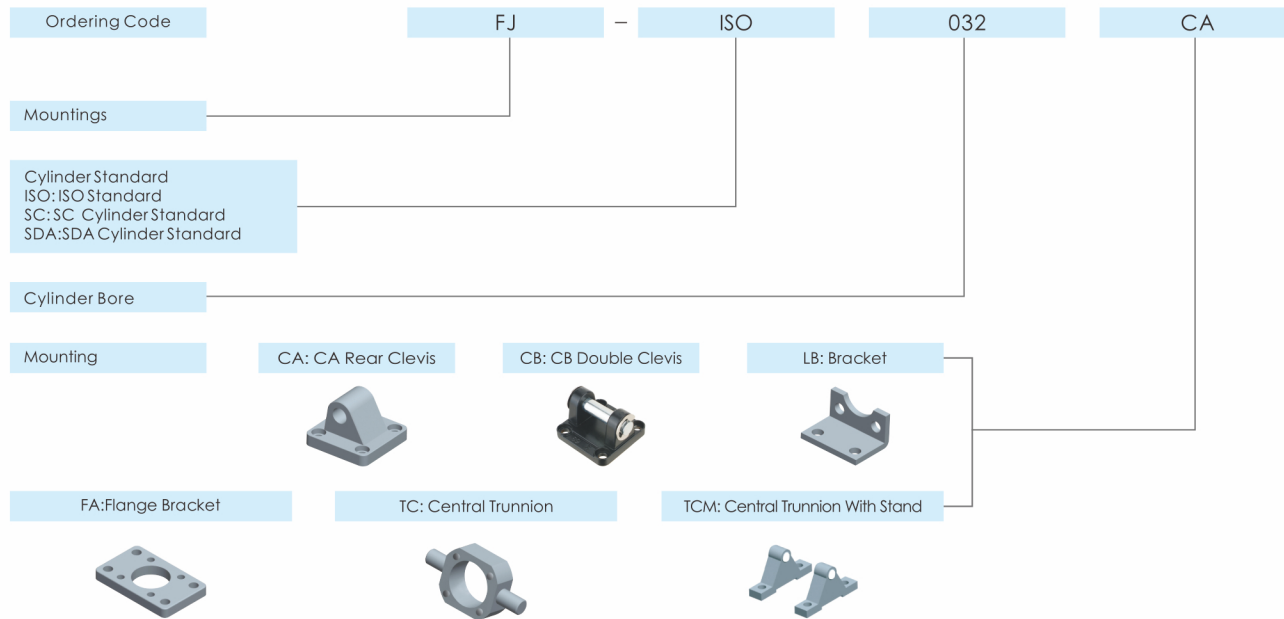 Ordering Code
FJ – ISO 032 CA
Mountings
Cylinder Standard
ISO: ISO Standard
SC: SC Cylinder Standard
SDA:SDA Cylinder Standard
Cylinder Bore
Mounting
CA: CA Rear Clevis
CB: CB Double Clevis
LB: Bracket
FA:Flange Bracket
TC: Central Trunnion
TCM: Central Trunnion With Stand